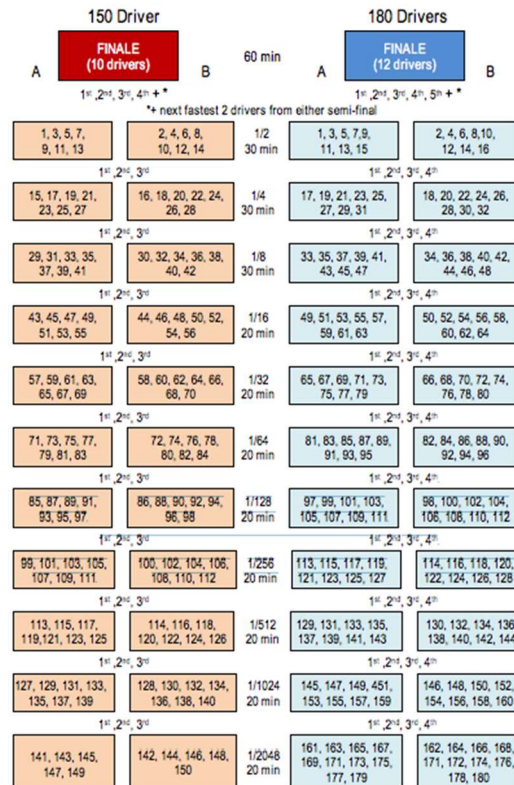 150 Driver 180 Drivers
FINALE FINALE
(10 drivers) (12 drivers)
A B 60 min A B
1st ,2nd, 3rd, 4th + * 1st ,2nd, 3rd, 4th, 5th + *
*+ next fastest 2 drivers from either semi-final
1, 3, 5, 7, 2, 4, 6, 8, 1/2 1, 3, 5, 7,9, 2, 4, 6, 8,10,
9, 11, 13 10, 12, 14 30 min 11, 13, 15 12, 14, 16
1st ,2nd, 3rd 1st ,2nd, 3rd, 4th
15, 17, 19, 21, 16, 18, 20, 22, 24, 1/4 17, 19, 21, 23, 25, 18, 20, 22, 24, 26,
23, 25, 27 26, 28 30 min 27, 29, 31 28, 30, 32
1st ,2nd, 3rd 1st ,2nd, 3rd, 4th
29, 31, 33, 35, 30, 32, 34, 36, 38, 1/8 33, 35, 37, 39, 41, 34, 36, 38, 40, 42,
37, 39, 41 40, 42 30 min 43, 45, 47 44, 46, 48
1st ,2nd, 3rd 1st ,2nd, 3rd, 4th
43, 45, 47, 49, 44, 46, 48, 50, 52, 1/16 49, 51, 53, 55, 57, 50, 52, 54, 56, 58,
51, 53, 55 54, 56 20 min 59, 61, 63 60, 62, 64
1st ,2nd, 3rd 1st ,2nd, 3rd, 4th
57, 59, 61, 63, 58, 60, 62, 64, 66, 1/32 65, 67, 69, 71, 73, 66, 68, 70, 72, 74,
65, 67, 69 68, 70 20 min 75, 77, 79 76, 78, 80
1st ,2nd, 3rd 1st ,2nd, 3rd, 4th
71, 73, 75, 77, 72, 74, 76, 78, 1/64 81, 83, 85, 87, 89, 82, 84, 86, 88, 90,
79, 81, 83 80, 82, 84 20 min 91, 93, 95 92, 94, 96
1st ,2nd, 3rd 1st ,2nd, 3rd, 4th
85, 87, 89, 91, 86, 88, 90, 92, 94, 1/128 97, 99, 101, 103, 98, 100, 102, 104,
93, 95, 97. 96, 98 20 min 105, 107, 109, 111. 106, 108, 110, 112
1st ,2nd, 3rd 1st ,2nd, 3rd, 4th.
99, 101, 103, 105, 100, 102, 104, 106, 1/256 113, 115, 117, 119, 114, 116, 118, 120,
107, 109, 111. 108, 110, 112 20 min 121, 123, 125, 127 122, 124, 126, 128
1st ,2nd, 3rd 1st ,2nd, 3rd, 4th
113, 115, 117, 114, 116, 118, 1/512 129, 131, 133, 135, 130, 132, 134, 136
119,121, 123, 125 120, 122, 124, 126 20 min 137, 139, 141, 143 138, 140, 142, 144
1st ,2nd, 3rd 1st ,2nd, 3rd, 4th
127, 129, 131, 133, 128, 130, 132, 134, 1/1024 145, 147, 149, 451, 146, 148, 150, 152,
135, 137, 139 136, 138, 140 20 min 153, 155, 157, 159 154, 156, 158, 160
1st ,2nd, 3rd 1st ,2nd, 3rd, 4th
141, 143, 145, 142, 144, 146, 148, 1/2048 161, 163, 165, 167, 162, 164, 166, 168,
147, 149 150 20 min 169, 171, 173, 175, 171, 172, 174, 176,
177, 179 178, 180